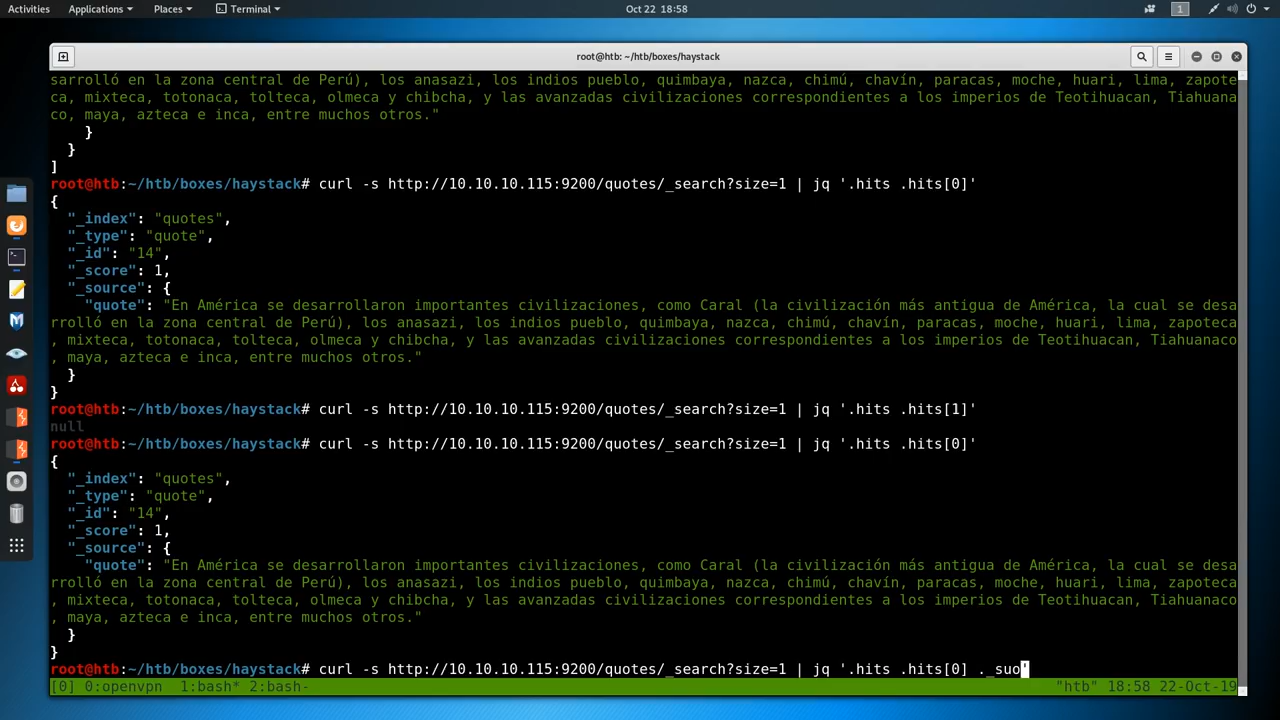 Activities Applications Places Terminal Oct 22 18:58 1
root@htb: ~/htb/boxes/haystack
sarrolló en la zona central de Perú), los anasazi, los indios pueblo, quimbaya, nazca, chimú, chavín, paracas, moche, huari, lima, zapote
ca, mixteca, totonaca, tolteca, olmeca y chibcha, y las avanzadas civilizaciones correspondientes a los imperios de Teotihuacan, Tiahuana
co, maya, azteca e inca, entre muchos otros."
}
}
]
root@htb:~/htb/boxes/haystack# curl -s http://10.10.10.115:9200/quotes/_search?size=1 | jq '.hits .hits[0]'
{
"_index": "quotes",
"_type": "quote",
"_id": "14",
"_score": 1,
"_source": {
"quote": "En América se desarrollaron importantes civilizaciones, como Caral (la civilización más antigua de América, la cual se desa
rrolló en la zona central de Perú), los anasazi, los indios pueblo, quimbaya, nazca, chimú, chavín, paracas, moche, huari, lima, zapoteca
, mixteca, totonaca, tolteca, olmeca y chibcha, y las avanzadas civilizaciones correspondientes a los imperios de Teotihuacan, Tiahuanaco
, maya, azteca e inca, entre muchos otros."
}
}
root@htb:~/htb/boxes/haystack# curl -s http://10.10.10.115:9200/quotes/_search?size=1 | jq '.hits .hits[1]'
null
root@htb:~/htb/boxes/haystack# curl -s http://10.10.10.115:9200/quotes/_search?size=1 | jq '.hits .hits[0]'
{
"_index": "quotes",
"_type": "quote",
"_id": "14",
"_score": 1,
"_source": {
"quote": "En América se desarrollaron importantes civilizaciones, como Caral (la civilización más antigua de América, la cual se desa
rrolló en la zona central de Perú), los anasazi, los indios pueblo, quimbaya, nazca, chimú, chavín, paracas, moche, huari, lima, zapoteca
, mixteca, totonaca, tolteca, olmeca y chibcha, y las avanzadas civilizaciones correspondientes a los imperios de Teotihuacan, Tiahuanaco
, maya, azteca e inca, entre muchos otros."
}
}
root@htb:~/htb/boxes/haystack# curl -s http://10.10.10.115:9200/quotes/_search?size=1 | jq '.hits .hits[0] ._suo'
[0] 0:openvpn 1:bash* 2:bash- "htb" 18:58 22-Oct-19